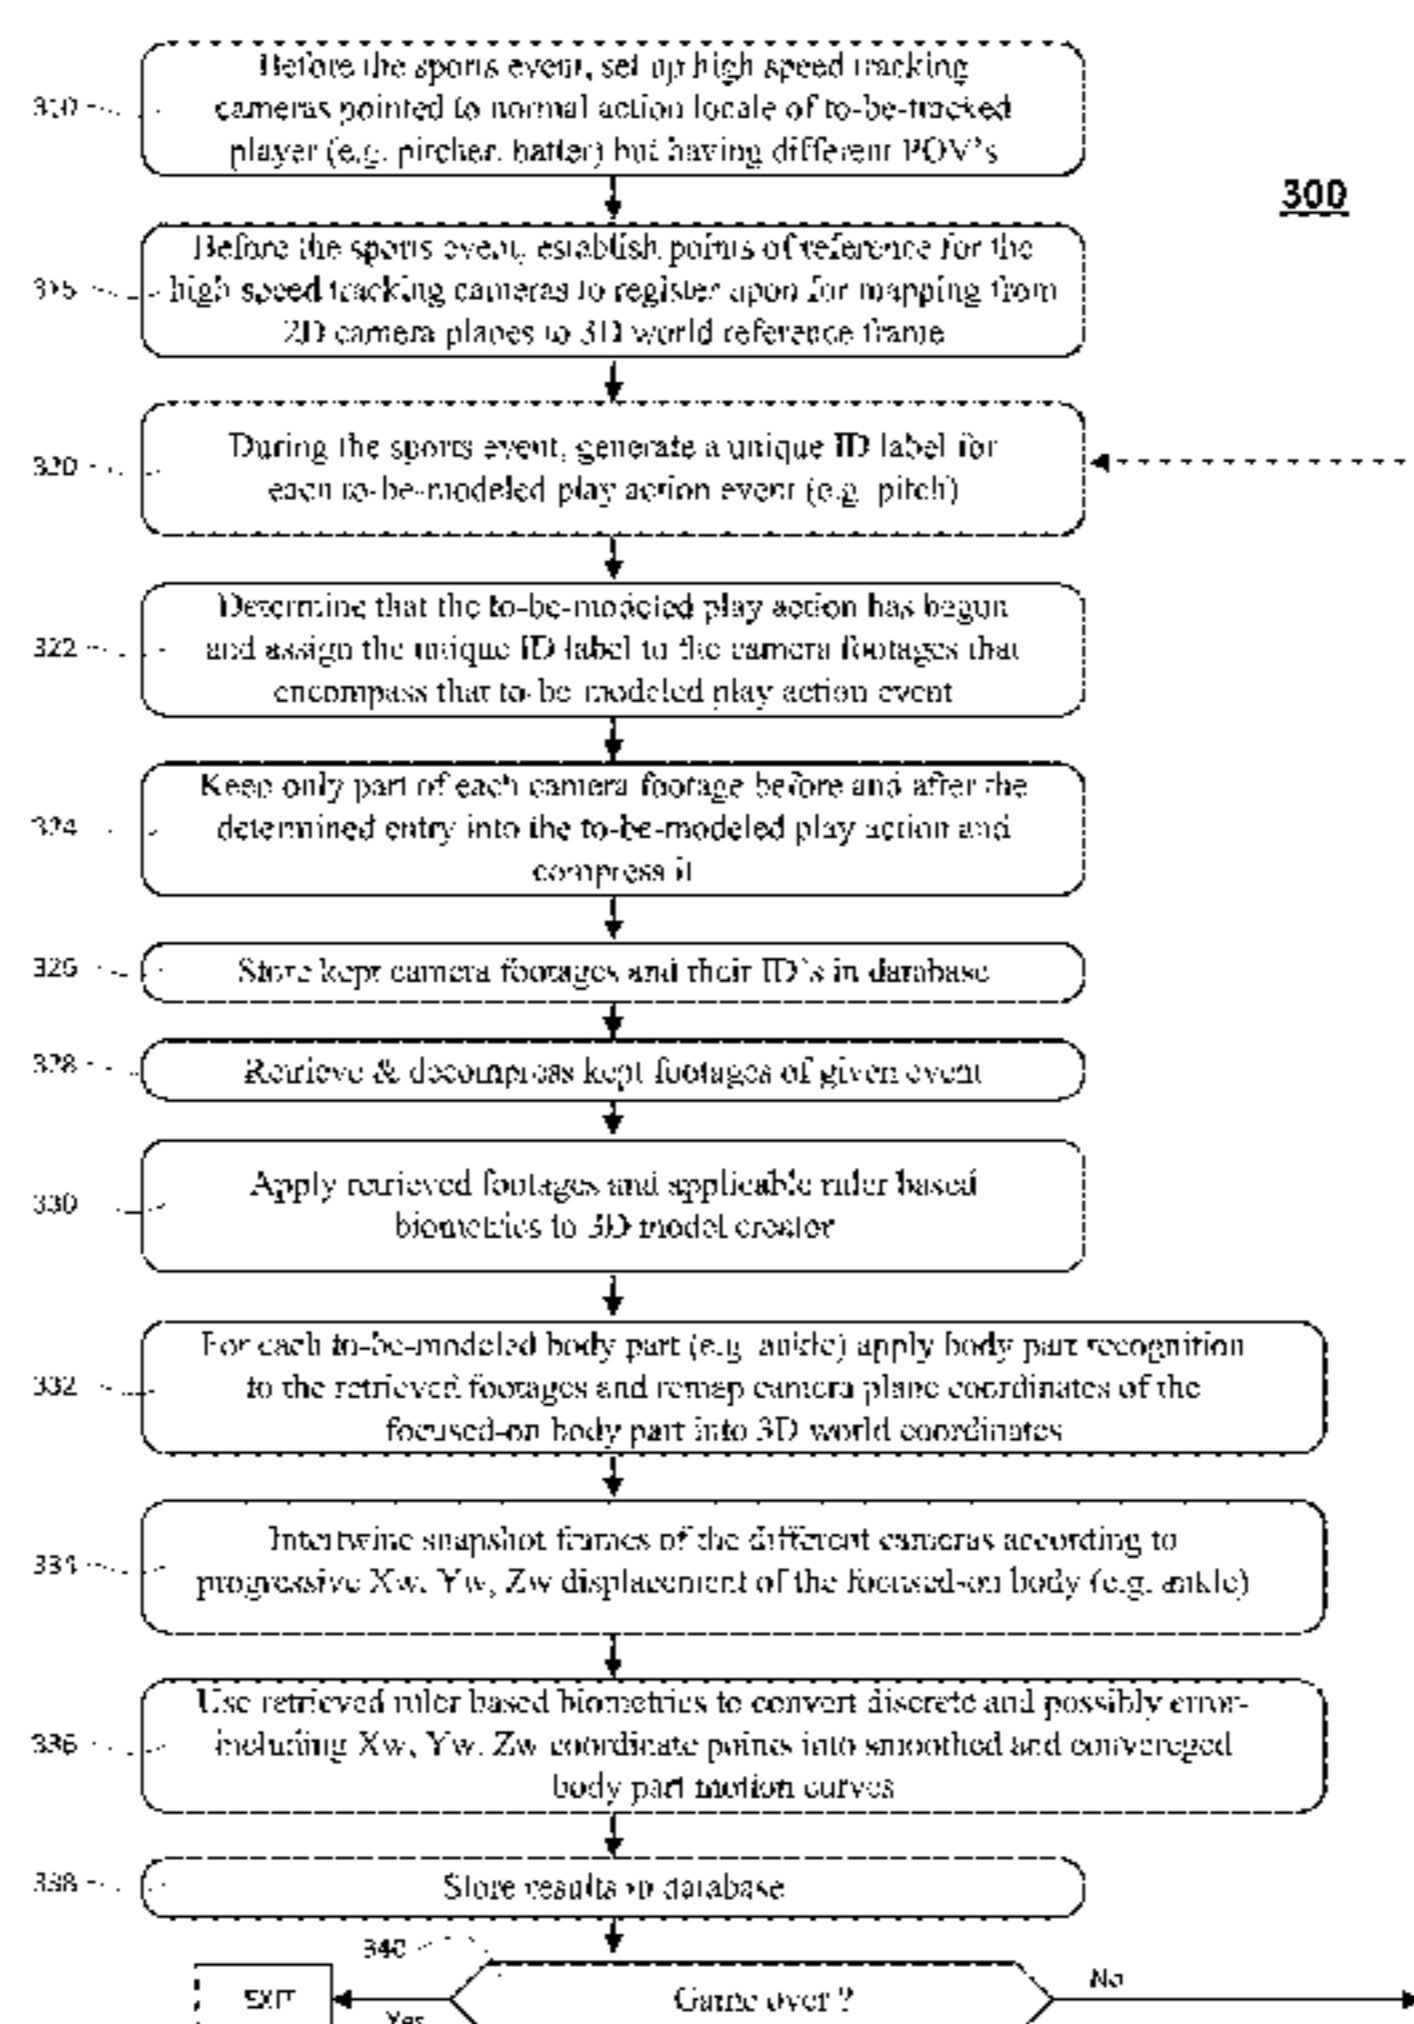 310
Before the sports event, set up high speed tracking
cameras pointed to normal action locale of to-be-tracked
player (e.g. pitcher, batter) but having different POV's
300
315
Before the sports event, establish points of reference for the
high speed tracking cameras to register upon for mapping from
2D camera planes to 3D world reference frame
320
During the sports event, generate a unique ID label for
each to-be-modeled play action event (e.g. pitch)
322
Determine that the to-be-modeled play action has begun
and assign the unique ID label to the camera footages that
encompass that to-be-modeled play action event
324
Keep only part of each camera footage before and after the
determined entry into the to-be-modeled play action and
compress it
326
Store kept camera footages and their ID's in database
328
Retrieve & decompress kept footages of given event
330
Apply retrieved footages and applicable ruler based
biometrics to 3D model creator
332
For each to-be-modeled body part (e.g. ankle) apply body part recognition
to the retrieved footages and remap camera plane coordinates of the
focused-on body part into 3D world coordinates
334
Intertwine snapshot frames of the different cameras according to
progressive Xw, Yw, Zw displacement of the focused-on body (e.g. ankle)
336
Use retrieved ruler based biometrics to convert discrete and possibly error-
including Xw, Yw, Zw coordinate points into smoothed and convereged
body part motion curves
338
Store results in database
340
EXIT
Yes
Game over ?
No